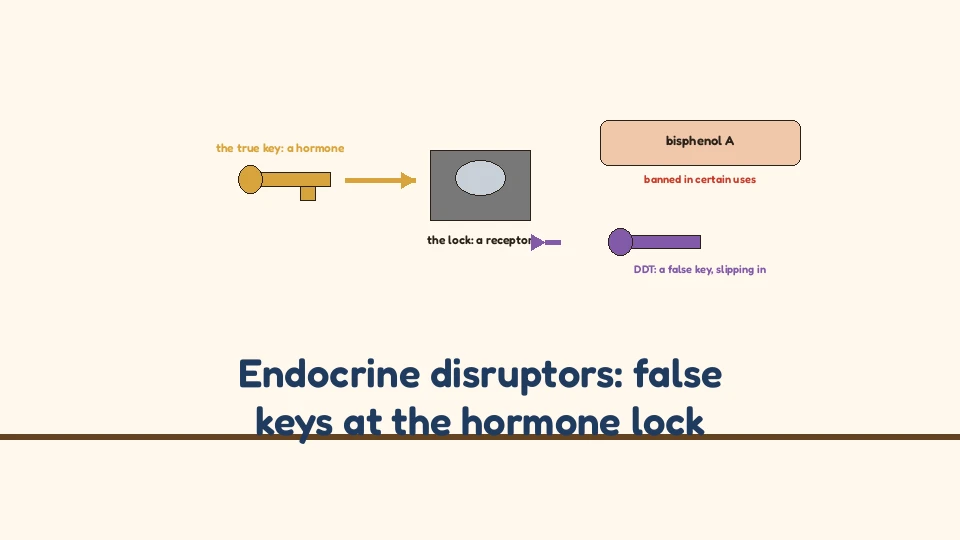 the true key: a hormone
bisphenol A
banned in certain uses
the lock: a receptor
DDT: a false key, slipping in
Endocrine disruptors: false
keys at the hormone lock